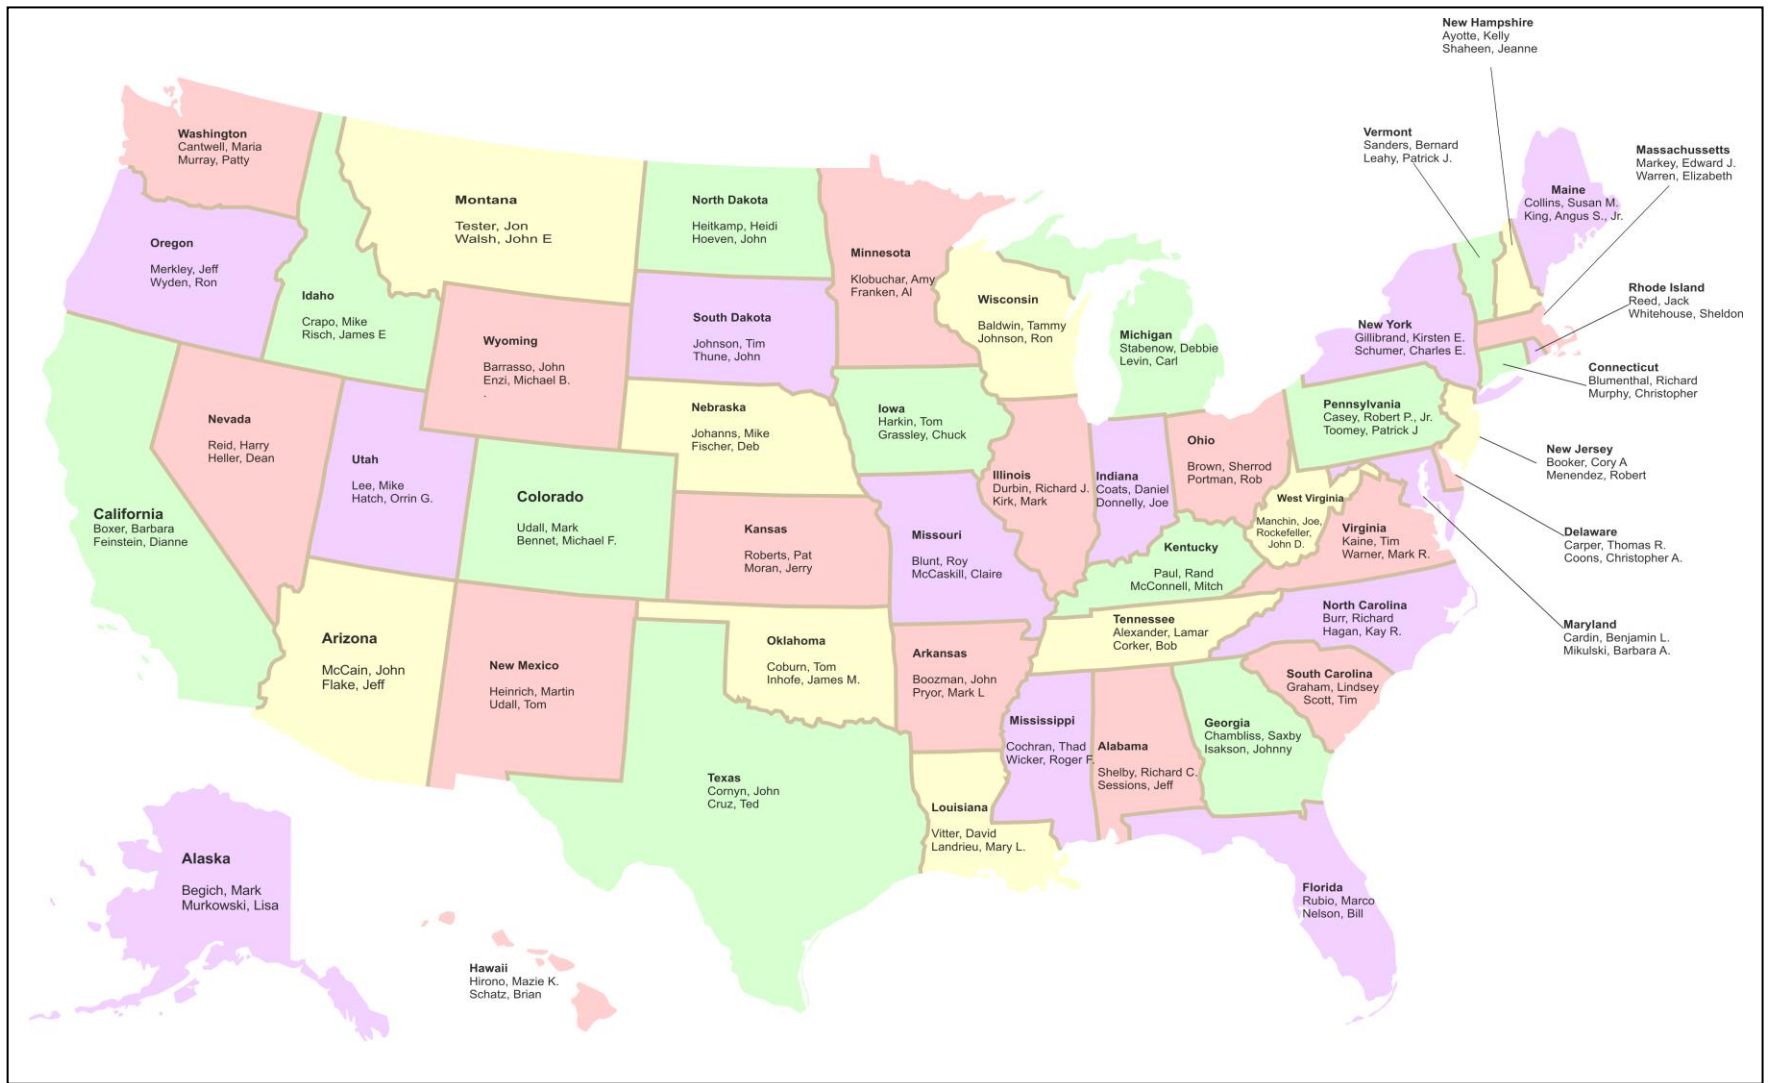 New Hampshire
Ayotte, Kelly
Shaheen, Jeanne
Vermont
Sanders, Bernard
Leahy, Patrick J.
Massachussetts
Markey, Edward J.
Warren, Elizabeth
Maine
Collins, Susan M.
King, Angus S., Jr.
Washington
Cantwell, Maria
Murray, Patty
Montana
Tester, Jon
Walsh, John E
North Dakota
Heitkamp, Heidi
Hoeven, John
Minnesota
Klobuchar, Amy
Franken, Al
Oregon
Merkley, Jeff
Wyden, Ron
Idaho
Crapo, Mike
Risch, James E
Wisconsin
Baldwin, Tammy
Johnson, Ron
Rhode Island
Reed, Jack
Whitehouse, Sheldon
South Dakota
Johnson, Tim
Thune, John
New York
Gillibrand, Kirsten E.
Schumer, Charles E.
Michigan
Stabenow, Debbie
Levin, Carl
Wyoming
Barrasso, John
Enzi, Michael B.
.
Connecticut
Blumenthal, Richard
Murphy, Christopher
Nevada
Reid, Harry
Heller, Dean
Nebraska
Johanns, Mike
Fischer, Deb
Iowa
Harkin, Tom
Grassley, Chuck
Pennsylvania
Casey, Robert P., Jr.
Toomey, Patrick J
Utah
Lee, Mike
Hatch, Orrin G.
Illinois
Durbin, Richard J.
Kirk, Mark
Indiana
Coats, Daniel
Donnelly, Joe
Ohio
Brown, Sherrod
Portman, Rob
New Jersey
Booker, Cory A
Menendez, Robert
California
Boxer, Barbara
Feinstein, Dianne
Colorado
Udall, Mark
Bennet, Michael F.
Kansas
Roberts, Pat
Moran, Jerry
Missouri
Blunt, Roy
McCaskill, Claire
West Virginia
Manchin, Joe,
Rockefeller,
John D.
Virginia
Kaine, Tim
Warner, Mark R.
Delaware
Carper, Thomas R.
Coons, Christopher A.
Kentucky
Paul, Rand
McConnell, Mitch
Arizona
McCain, John
Flake, Jeff
New Mexico
Heinrich, Martin
Udall, Tom
Oklahoma
Coburn, Tom
Inhofe, James M.
Arkansas
Boozman, John
Pryor, Mark L
Tennessee
Alexander, Lamar
Corker, Bob
North Carolina
Burr, Richard
Hagan, Kay R.
Maryland
Cardin, Benjamin L.
Mikulski, Barbara A.
South Carolina
Graham, Lindsey
Scott, Tim
Texas
Cornyn, John
Cruz, Ted
Louisiana
Vitter, David
Landrieu, Mary L.
Mississippi
Cochran, Thad
Wicker, Roger F.
Alabama
Shelby, Richard C.
Sessions, Jeff
Georgia
Chambliss, Saxby
Isakson, Johnny
Alaska
Begich, Mark
Murkowski, Lisa
Hawaii
Hirono, Mazie K.
Schatz, Brian
Florida
Rubio, Marco
Nelson, Bill